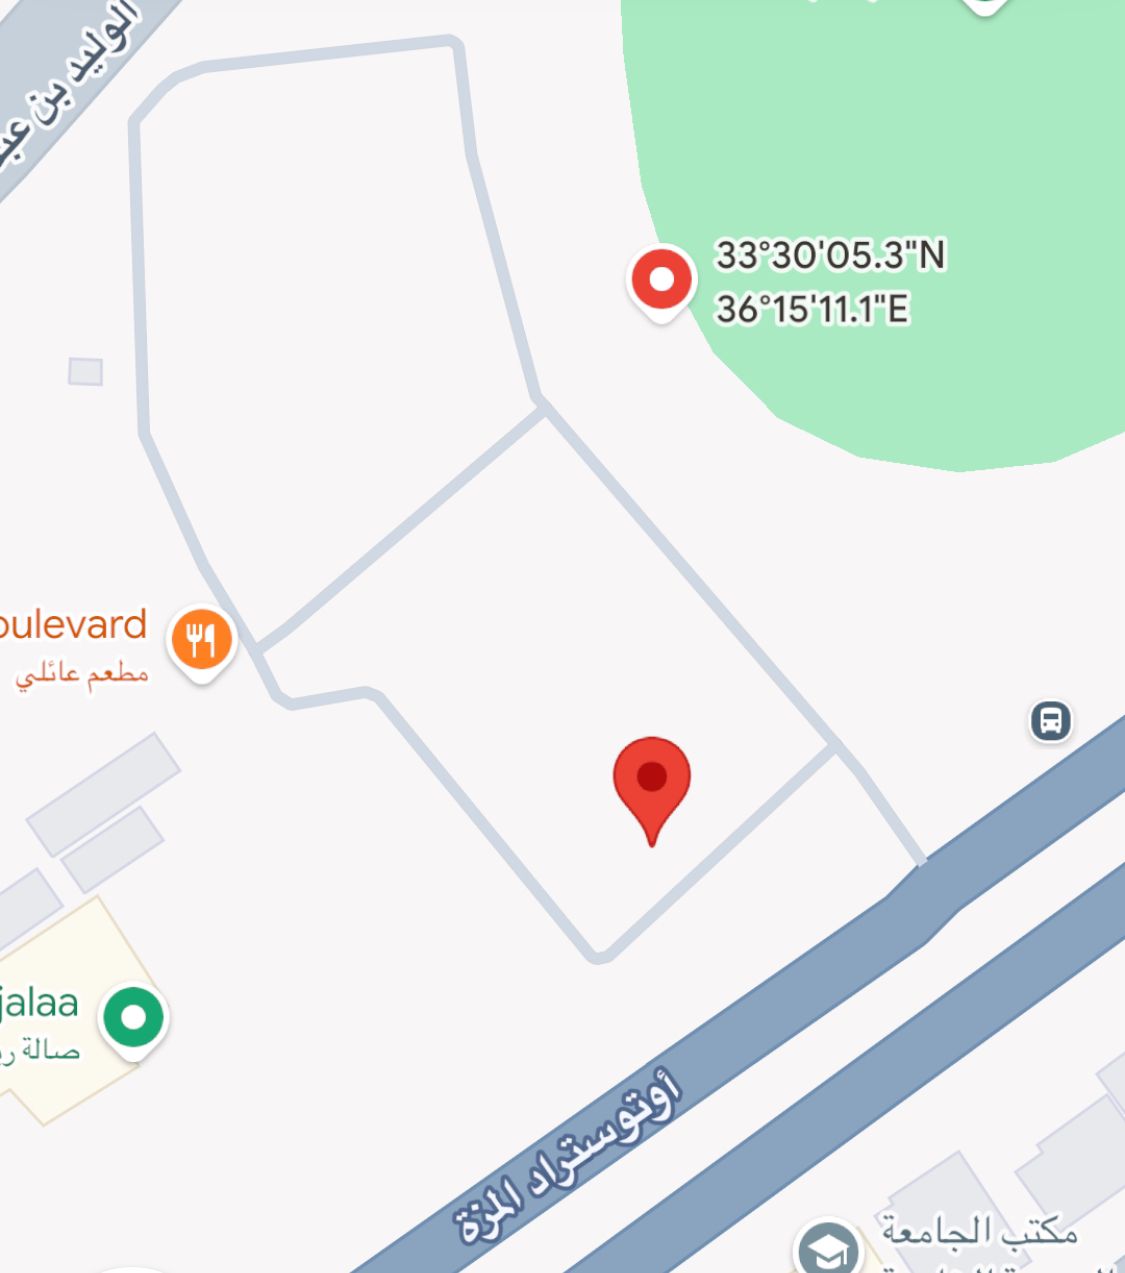 الوليد بن
33°30'05.3"N
36°15'11.1"E
oulevard
مطعم عائلي
jalaa
صالة
أوتوستراد المزة
مكتب الجامعة